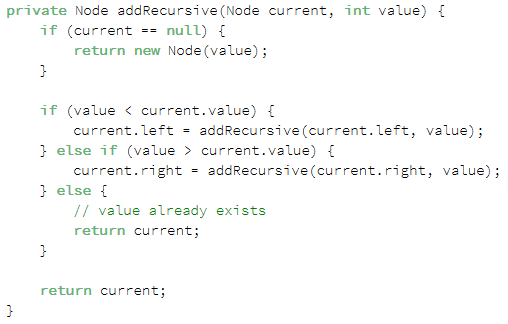 private Node addRecursive(Node current, int value) {
    if (current == null) {
        return new Node(value);
    }

    if (value < current.value) {
        current.left = addRecursive(current.left, value);
    } else if (value > current.value) {
        current.right = addRecursive(current.right, value);
    } else {
        // value already exists
        return current;
    }

    return current;
}